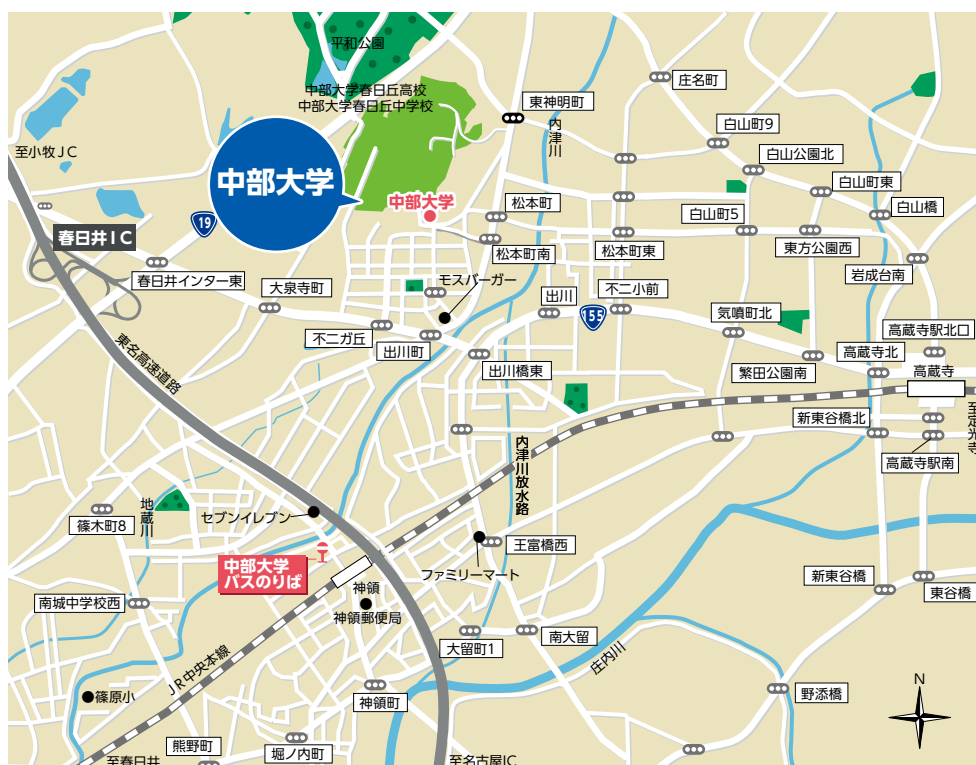 平和公園
中部大学春日丘高校
中部大学春日丘中学校
庄名町
東神明町
内津川
白山町9
至小牧JC
白山公園北
中部大学
白山町東
中部大学
松本町
白山町5
白山橋
19
春日井IC
松本町南
松本町東
東方公園西
岩成台南
春日井インター東
モスバーガー
大泉寺町
出川
不二小前
155
気噴町北
不二ガ丘
出川町
高蔵寺駅北口
高蔵寺北
東名高速道路
出川橋東
繁田公園南
高蔵寺
新東谷橋北
至定光寺
内津川放水路
高蔵寺駅南
地蔵川
篠木町8
セブンイレブン
王富橋西
中部大学
バスのりば
ファミリーマート
新東谷橋
東谷橋
神領
南城中学校西
神領郵便局
大留町1
南大留
庄内川
JR中央本線
篠原小
神領町
野添橋
N
熊野町
堀ノ内町
至春日井
至名古屋IC